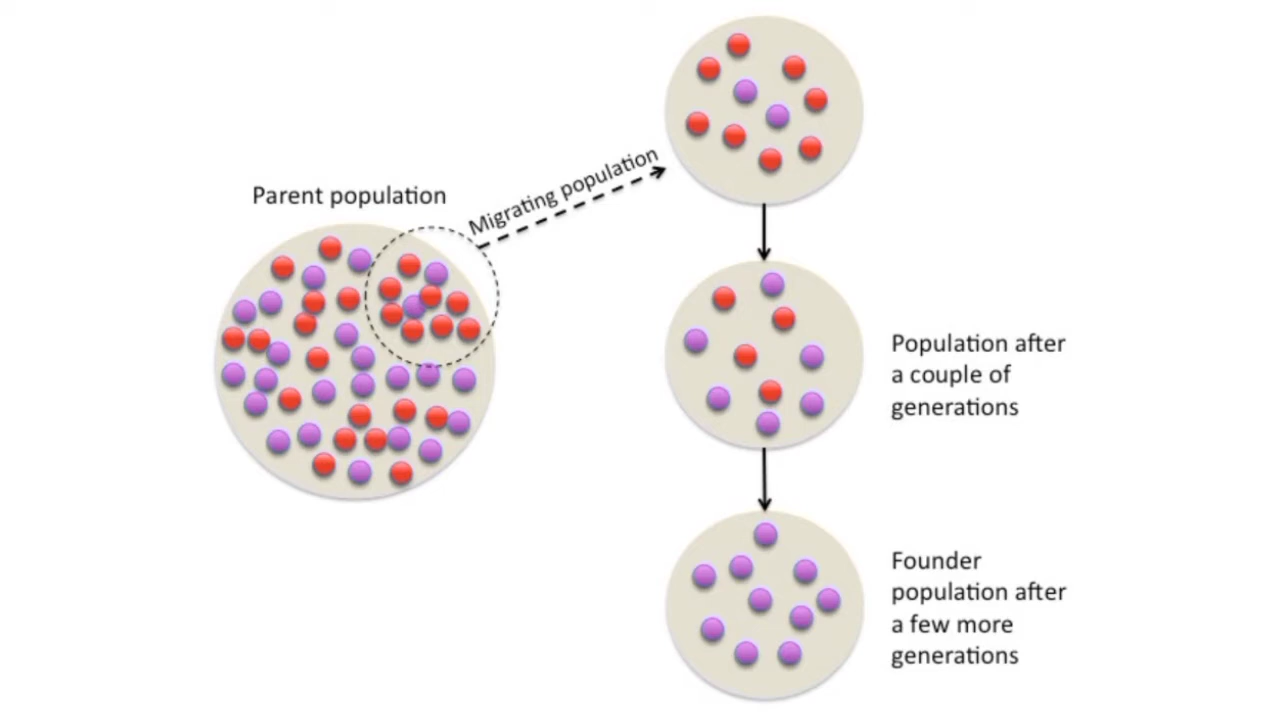 Parent population
Migrating population
Population after
a couple of
generations
Founder
population after
a few more
generations